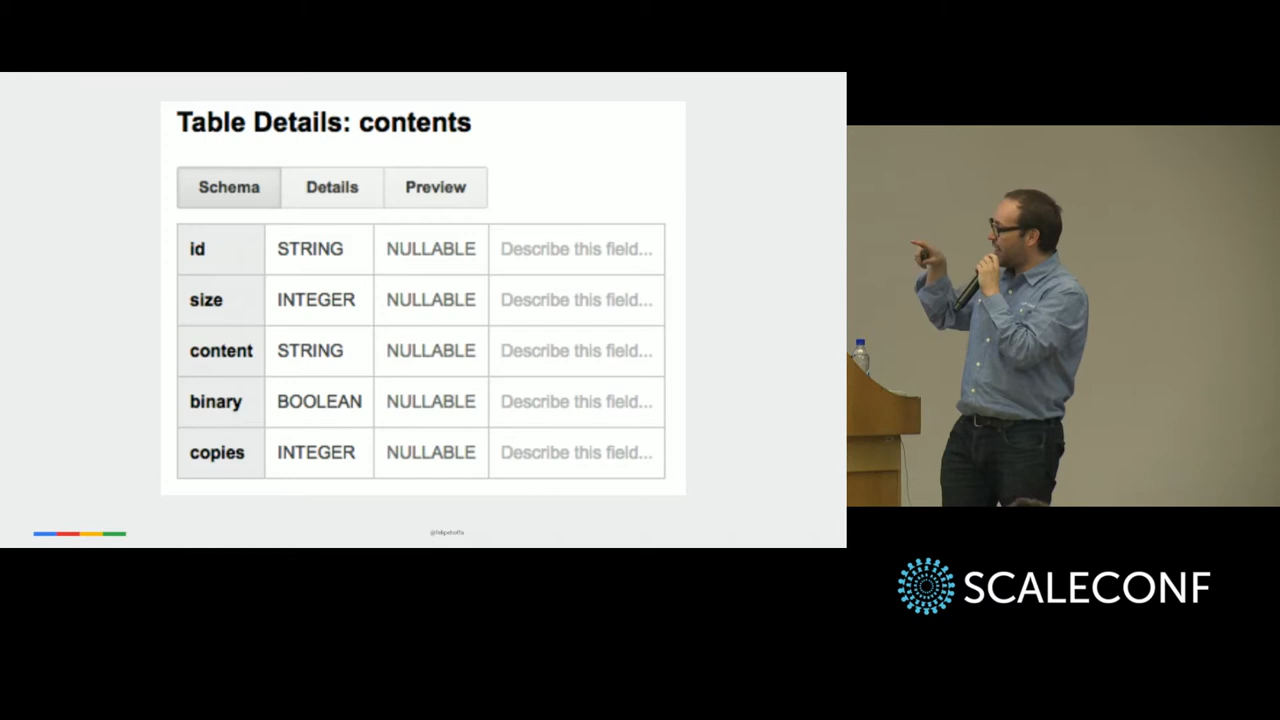 Table Details: contents
Schema Details Preview
id STRING NULLABLE Describe this field...
size INTEGER NULLABLE Describe this field...
content STRING NULLABLE Describe this field...
binary BOOLEAN NULLABLE Describe this field...
copies INTEGER NULLABLE Describe this field...
@felipehoffa
SCALECONF